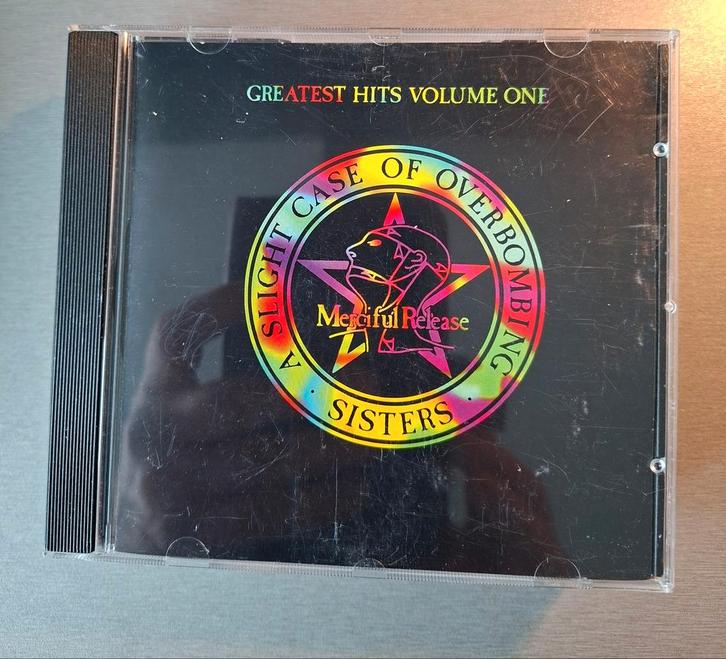 GREATEST HITS VOLUME ONE
A SLIGHT CASE OF OVERBOMBING
Merciful Release
· SISTERS ·